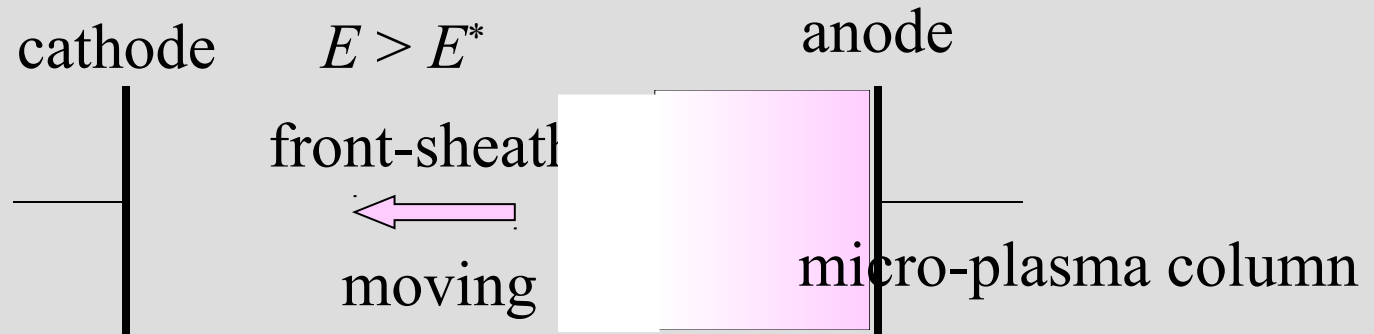 cathode
E > E*
anode
front-sheath
moving
micro-plasma column